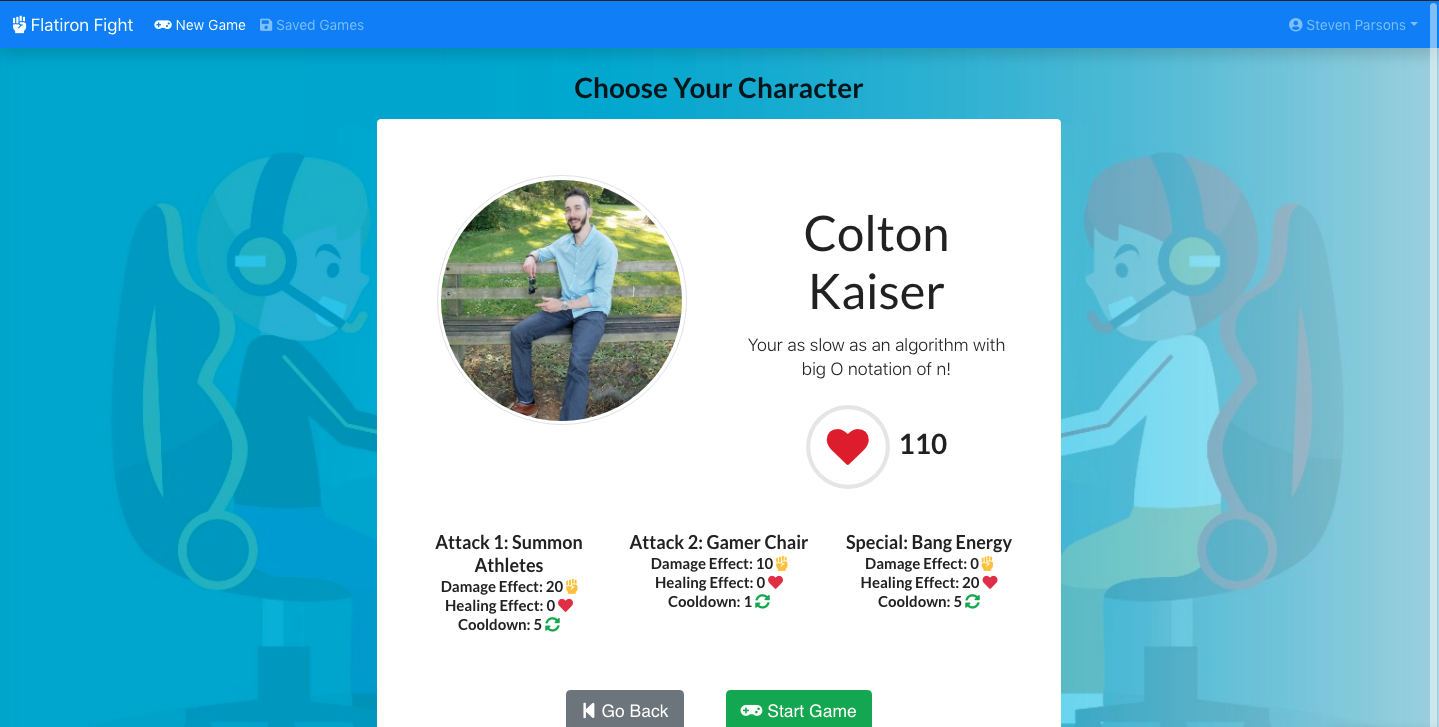 Flatiron Fight New Game Saved Games Steven Parsons
Choose Your Character
Colton
Kaiser
Your as slow as an algorithm with
big O notation of n!
110
Attack 1: Summon
Athletes
Damage Effect: 20
Healing Effect: 0
Cooldown: 5
Attack 2: Gamer Chair
Damage Effect: 10
Healing Effect: 0
Cooldown: 1
Special: Bang Energy
Damage Effect: 0
Healing Effect: 20
Cooldown: 5
Go Back Start Game